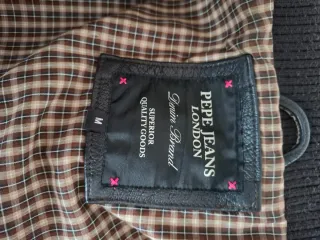 PEPE JEANS
LONDON
Denim Brand
SUPERIOR
QUALITY GOODS
M